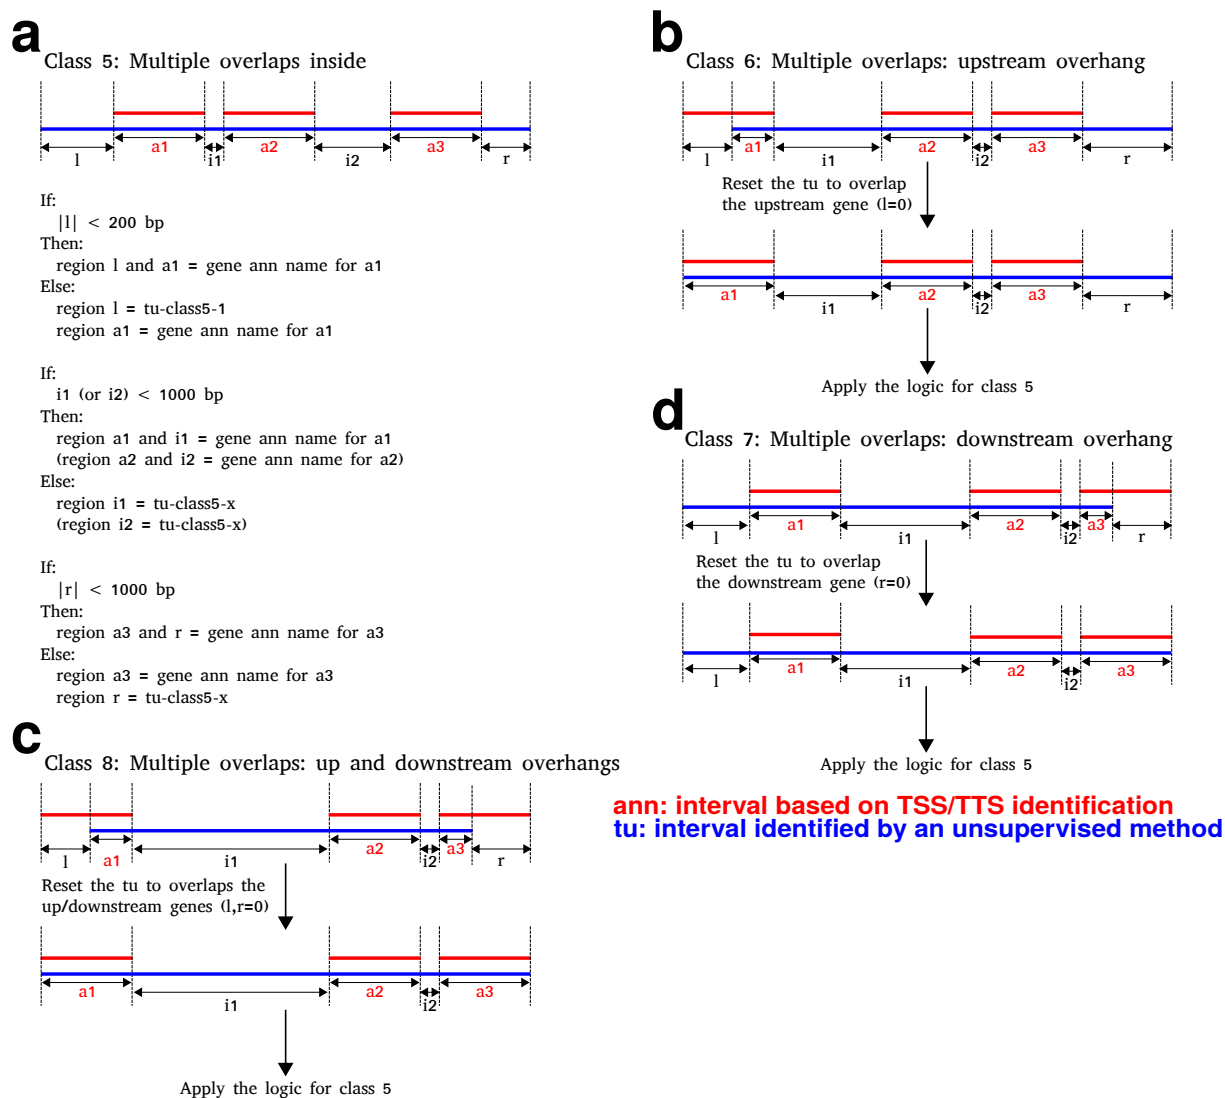 a
Class 5: Multiple overlaps inside
l a1 i1 a2 i2 a3 r
If:
|l| < 200 bp
Then:
region l and a1 = gene ann name for a1
Else:
region l = tu-class5-1
region a1 = gene ann name for a1
If:
i1 (or i2) < 1000 bp
Then:
region a1 and i1 = gene ann name for a1
(region a2 and i2 = gene ann name for a2)
Else:
region i1 = tu-class5-x
(region i2 = tu-class5-x)
If:
|r| < 1000 bp
Then:
region a3 and r = gene ann name for a3
Else:
region a3 = gene ann name for a3
region r = tu-class5-x
b
Class 6: Multiple overlaps: upstream overhang
l a1 i1 a2 i2 a3 r
Reset the tu to overlap
the upstream gene (l=0)
a1 i1 a2 i2 a3 r
Apply the logic for class 5
d
Class 7: Multiple overlaps: downstream overhang
l a1 i1 a2 i2 a3 r
Reset the tu to overlap
the downstream gene (r=0)
l a1 i1 a2 i2 a3
Apply the logic for class 5
c
Class 8: Multiple overlaps: up and downstream overhangs
l a1 i1 a2 i2 a3 r
Reset the tu to overlaps the
up/downstream genes (l,r=0)
a1 i1 a2 i2 a3
Apply the logic for class 5
ann: interval based on TSS/TTS identification
tu: interval identified by an unsupervised method